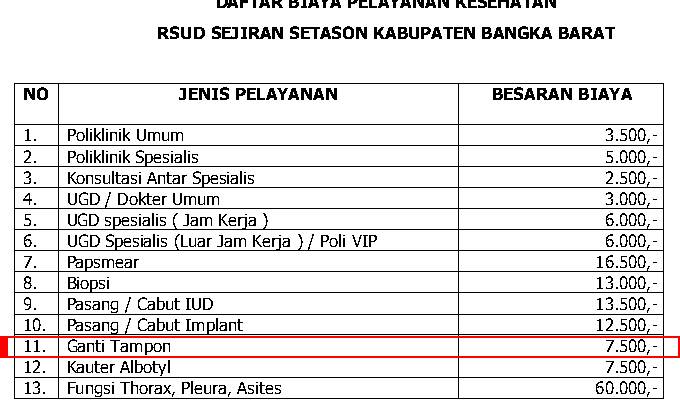 DAFTAR BIAYA PELAYANAN KESEHATAN
RSUD SEJIRAN SETASON KABUPATEN BANGKA BARAT
NO JENIS PELAYANAN BESARAN BIAYA
1. Poliklinik Umum 3.500,-
2. Poliklinik Spesialis 5.000,-
3. Konsultasi Antar Spesialis 2.500,-
4. UGD / Dokter Umum 3.000,-
5. UGD spesialis ( Jam Kerja ) 6.000,-
6. UGD Spesialis (Luar Jam Kerja ) / Poli VIP 6.000,-
7. Papsmear 16.500,-
8. Biopsi 13.000,-
9. Pasang / Cabut IUD 13.500,-
10. Pasang / Cabut Implant 12.500,-
11. Ganti Tampon 7.500,-
12. Kauter Albotyl 7.500,-
13. Fungsi Thorax, Pleura, Asites 60.000,-